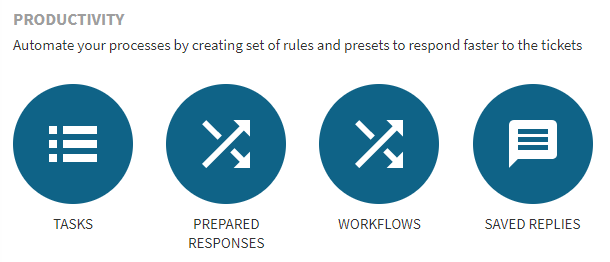 PRODUCTIVITY
Automate your processes by creating set of rules and presets to respond faster to the tickets
TASKS
PREPARED
RESPONSES
WORKFLOWS
SAVED REPLIES